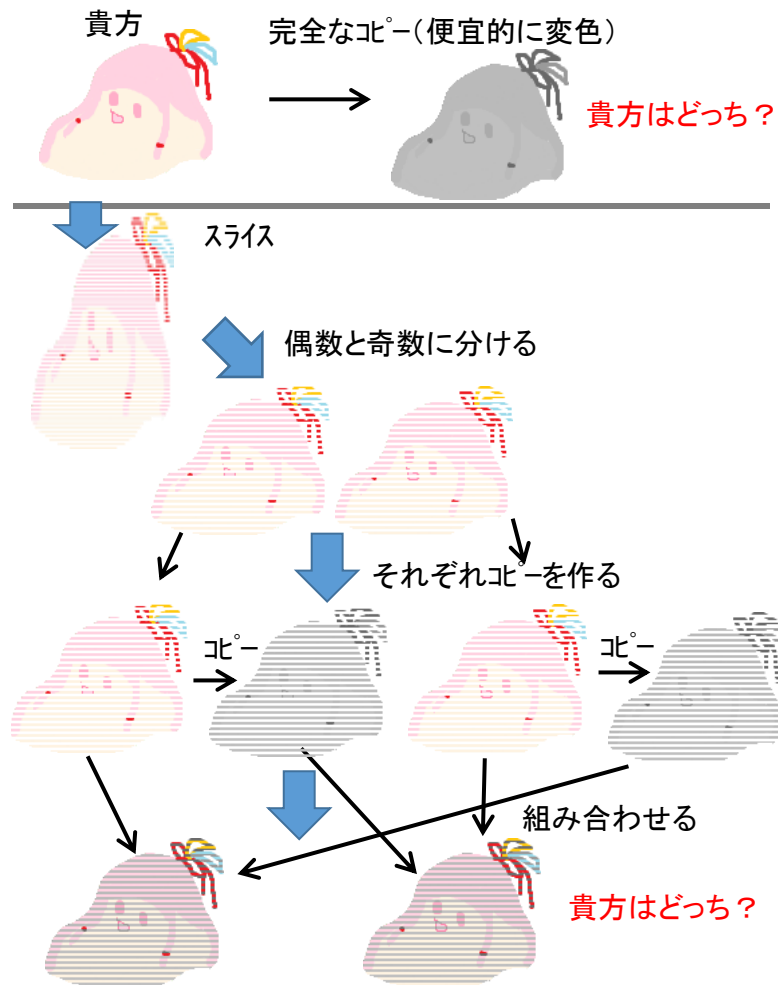 貴方
完全なｺﾋﾟｰ(便宜的に変色)
貴方はどっち？
ｽﾗｲｽ
偶数と奇数に分ける
それぞれｺﾋﾟｰを作る
ｺﾋﾟｰ
ｺﾋﾟｰ
組み合わせる
貴方はどっち？